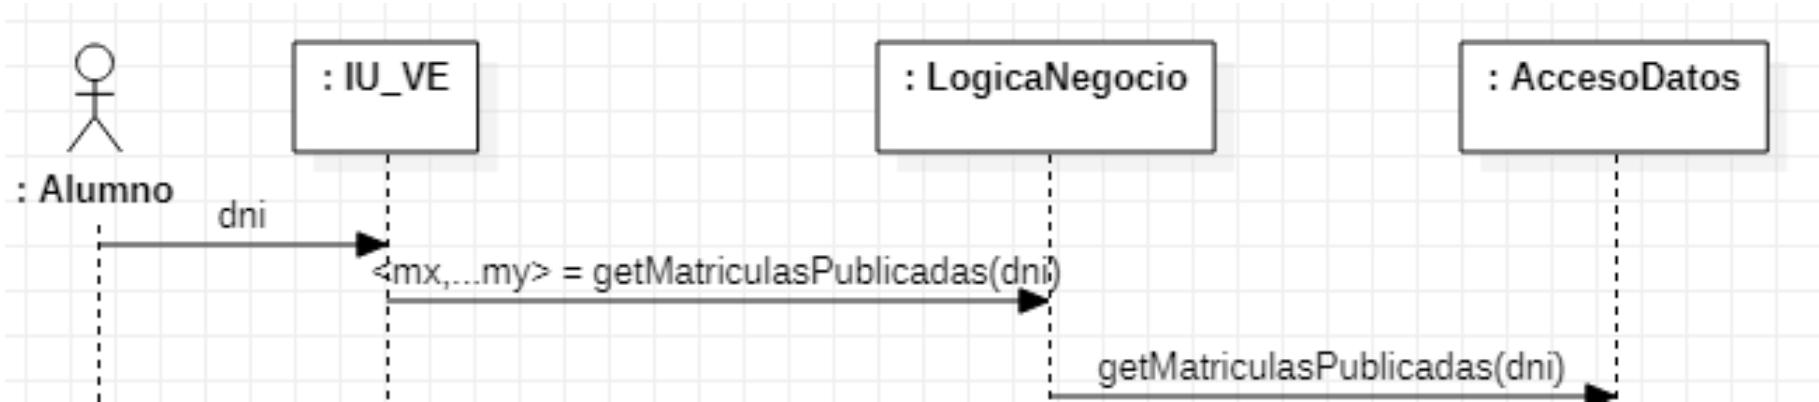 : IU_VE
: LogicaNegocio
: AccesoDatos
: Alumno
dni
<mx,...my> = getMatriculasPublicadas(dni)
getMatriculasPublicadas(dni)